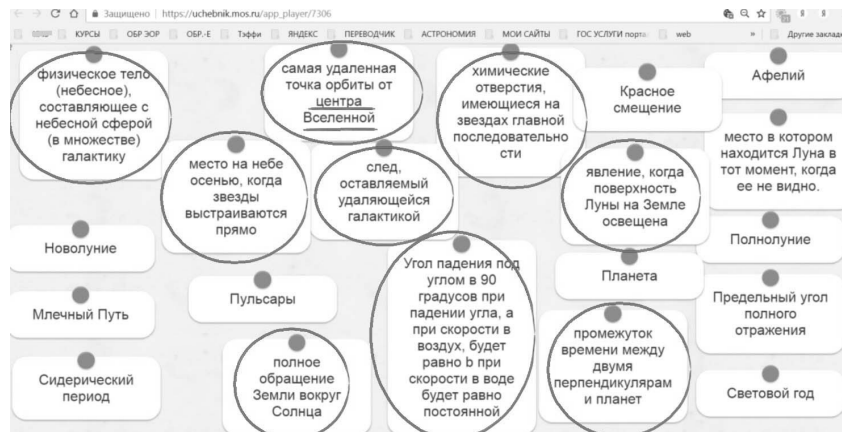 Защищено | https://uchebnik.mos.ru/app_player/7306
КУРСЫ ОБР ЭОР ОБР.-Е Тэффи ЯНДЕКС ПЕРЕВОДЧИК АСТРОНОМИЯ МОИ САЙТЫ ГОС УСЛУГИ порта web » Другие заклад
физическое тело
(небесное),
составляющее с
небесной сферой
(в множестве)
галактику
самая удаленная
точка орбиты от
центра
Вселенной
химические
отверстия,
имеющиеся на
звездах главной
последовательно
сти
Красное
смещение
Афелий
место на небе
осенью, когда
звезды
выстраиваются
прямо
след,
оставляемый
удаляющейся
галактикой
явление, когда
поверхность
Луны на Земле
освещена
место в котором
находится Луна в
тот момент, когда
ее не видно.
Новолуние
Полнолуние
Угол падения под
углом в 90
градусов при
падении угла, а
при скорости в
воздух, будет
равно b при
скорости в воде
будет равно
постоянной
Планета
Пульсары
Млечный Путь
Предельный угол
полного
отражения
промежуток
времени между
двумя
перпендикулярам
и планет
полное
обращение
Земли вокруг
Солнца
Сидерический
период
Световой год